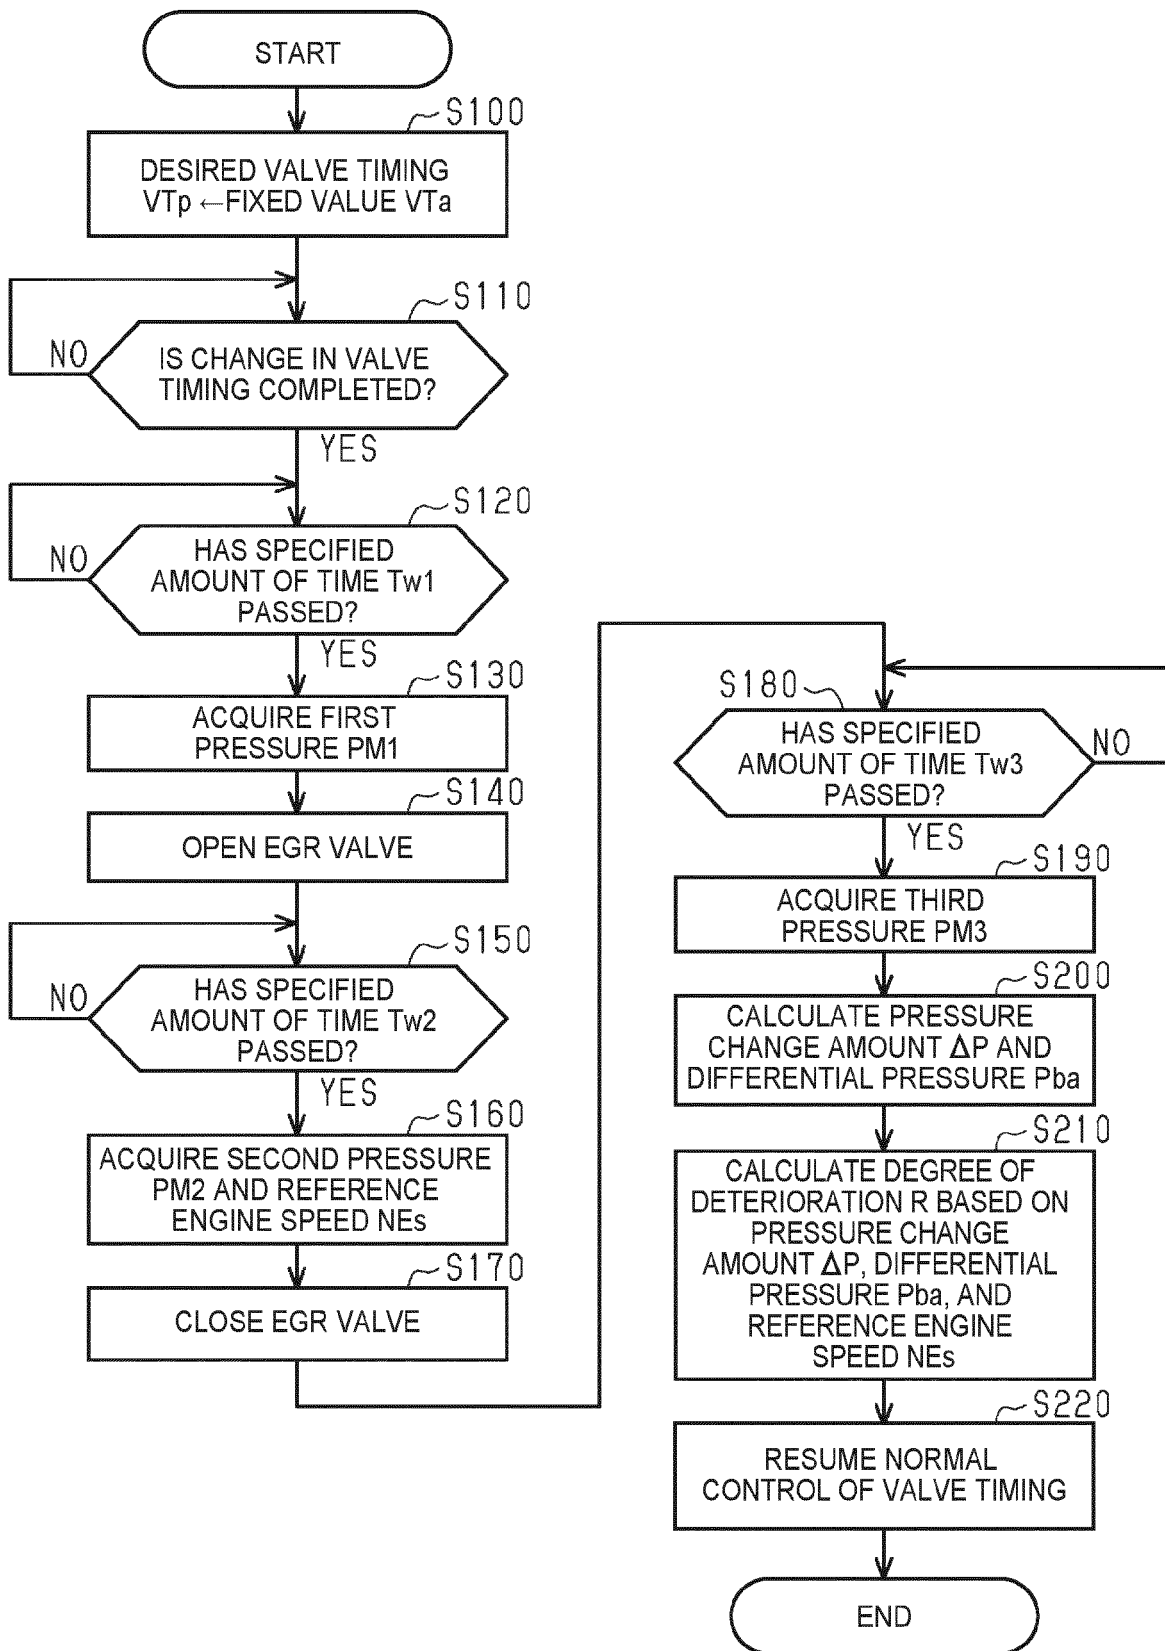 START
S100
DESIRED VALVE TIMING
VTp ←FIXED VALUE VTa
S110
NO
IS CHANGE IN VALVE
TIMING COMPLETED?
YES
S120
NO
HAS SPECIFIED
AMOUNT OF TIME Tw1
PASSED?
YES
S130
ACQUIRE FIRST
PRESSURE PM1
S140
OPEN EGR VALVE
S150
NO
HAS SPECIFIED
AMOUNT OF TIME Tw2
PASSED?
YES
S160
ACQUIRE SECOND PRESSURE
PM2 AND REFERENCE
ENGINE SPEED NEs
S170
CLOSE EGR VALVE
S180
HAS SPECIFIED
AMOUNT OF TIME Tw3
PASSED?
NO
YES
S190
ACQUIRE THIRD
PRESSURE PM3
S200
CALCULATE PRESSURE
CHANGE AMOUNT ΔP AND
DIFFERENTIAL PRESSURE Pba
S210
CALCULATE DEGREE OF
DETERIORATION R BASED ON
PRESSURE CHANGE
AMOUNT ΔP, DIFFERENTIAL
PRESSURE Pba, AND
REFERENCE ENGINE
SPEED NEs
S220
RESUME NORMAL
CONTROL OF VALVE TIMING
END